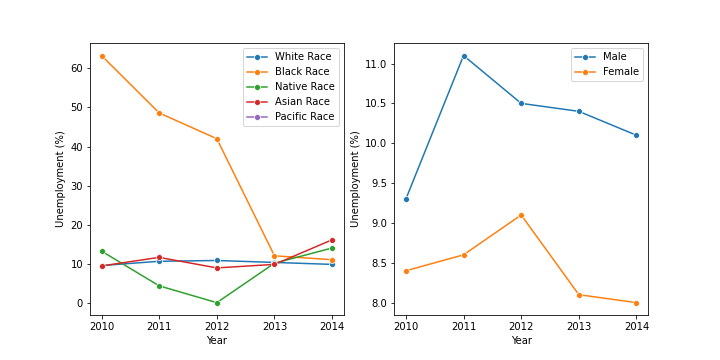 60
50
40
30
20
10
0
Unemployment (%)
2010 2011 2012 2013 2014
Year
White Race
Black Race
Native Race
Asian Race
Pacific Race
11.0
10.5
10.0
9.5
9.0
8.5
8.0
Unemployment (%)
2010 2011 2012 2013 2014
Year
Male
Female